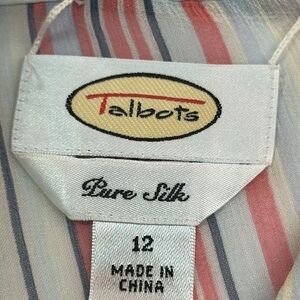 Talbots
Pure Silk
12
MADE IN
CHINA